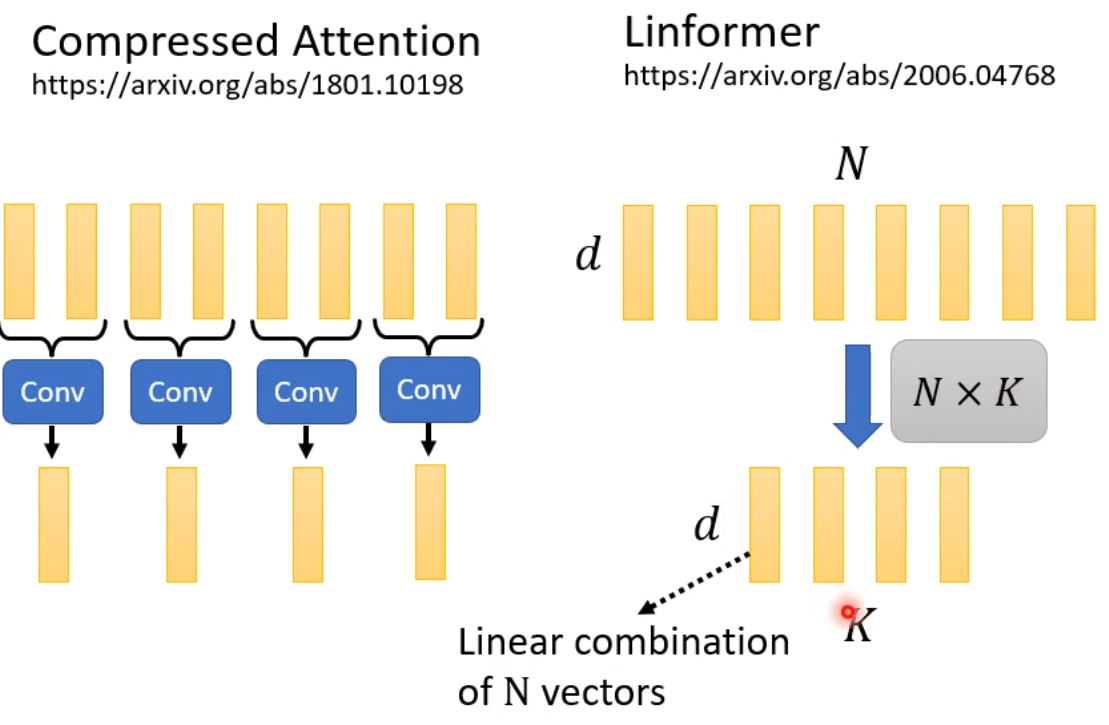 Compressed Attention
https://arxiv.org/abs/1801.10198
Conv
Conv
Conv
Conv
Linformer
https://arxiv.org/abs/2006.04768
N
d
N × K
d
K
Linear combination
of N vectors